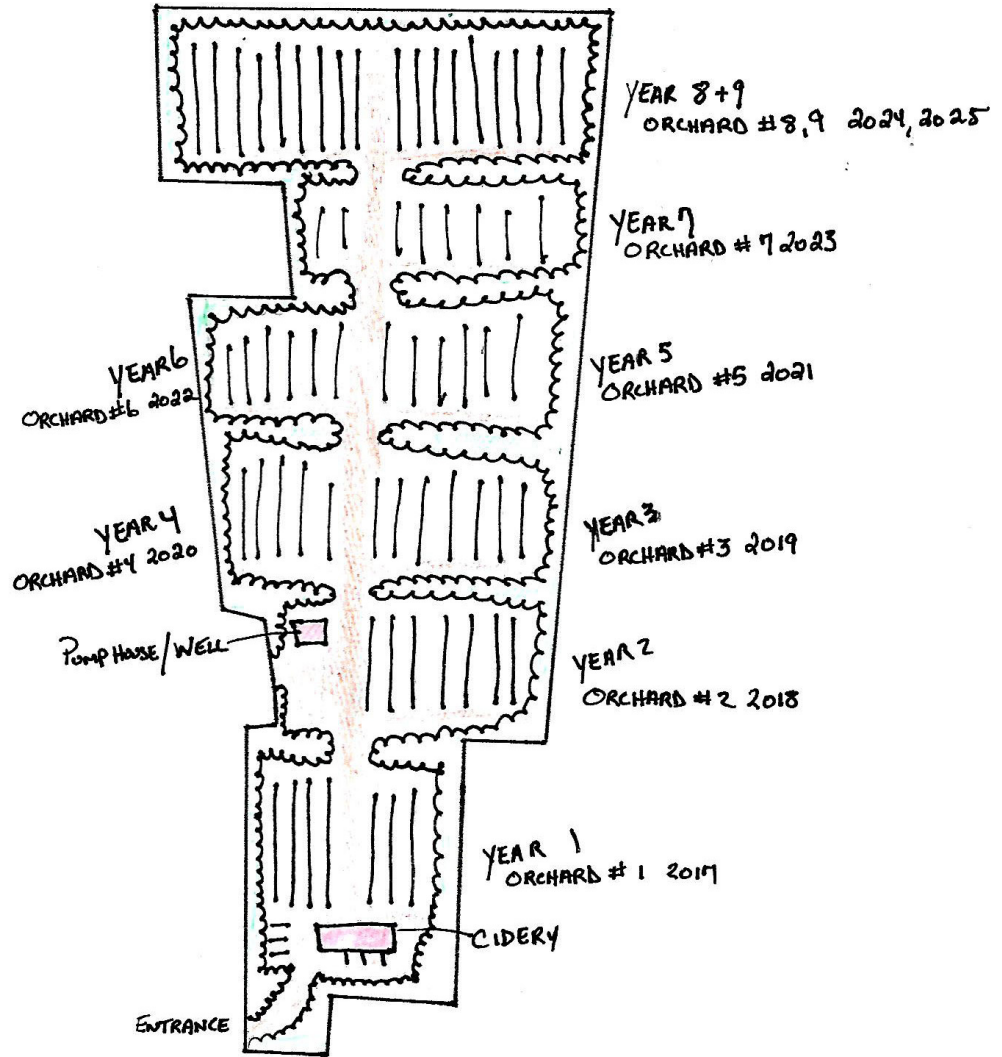 YEAR 8+9
ORCHARD #8,9 2024, 2025
YEAR 7
ORCHARD #7 2023
YEAR 6
ORCHARD #6 2022
YEAR 5
ORCHARD #5 2021
YEAR 4
ORCHARD #4 2020
YEAR 3
ORCHARD #3 2019
PUMP HOUSE/WELL
YEAR 2
ORCHARD #2 2018
YEAR 1
ORCHARD #1 2017
CIDERY
ENTRANCE